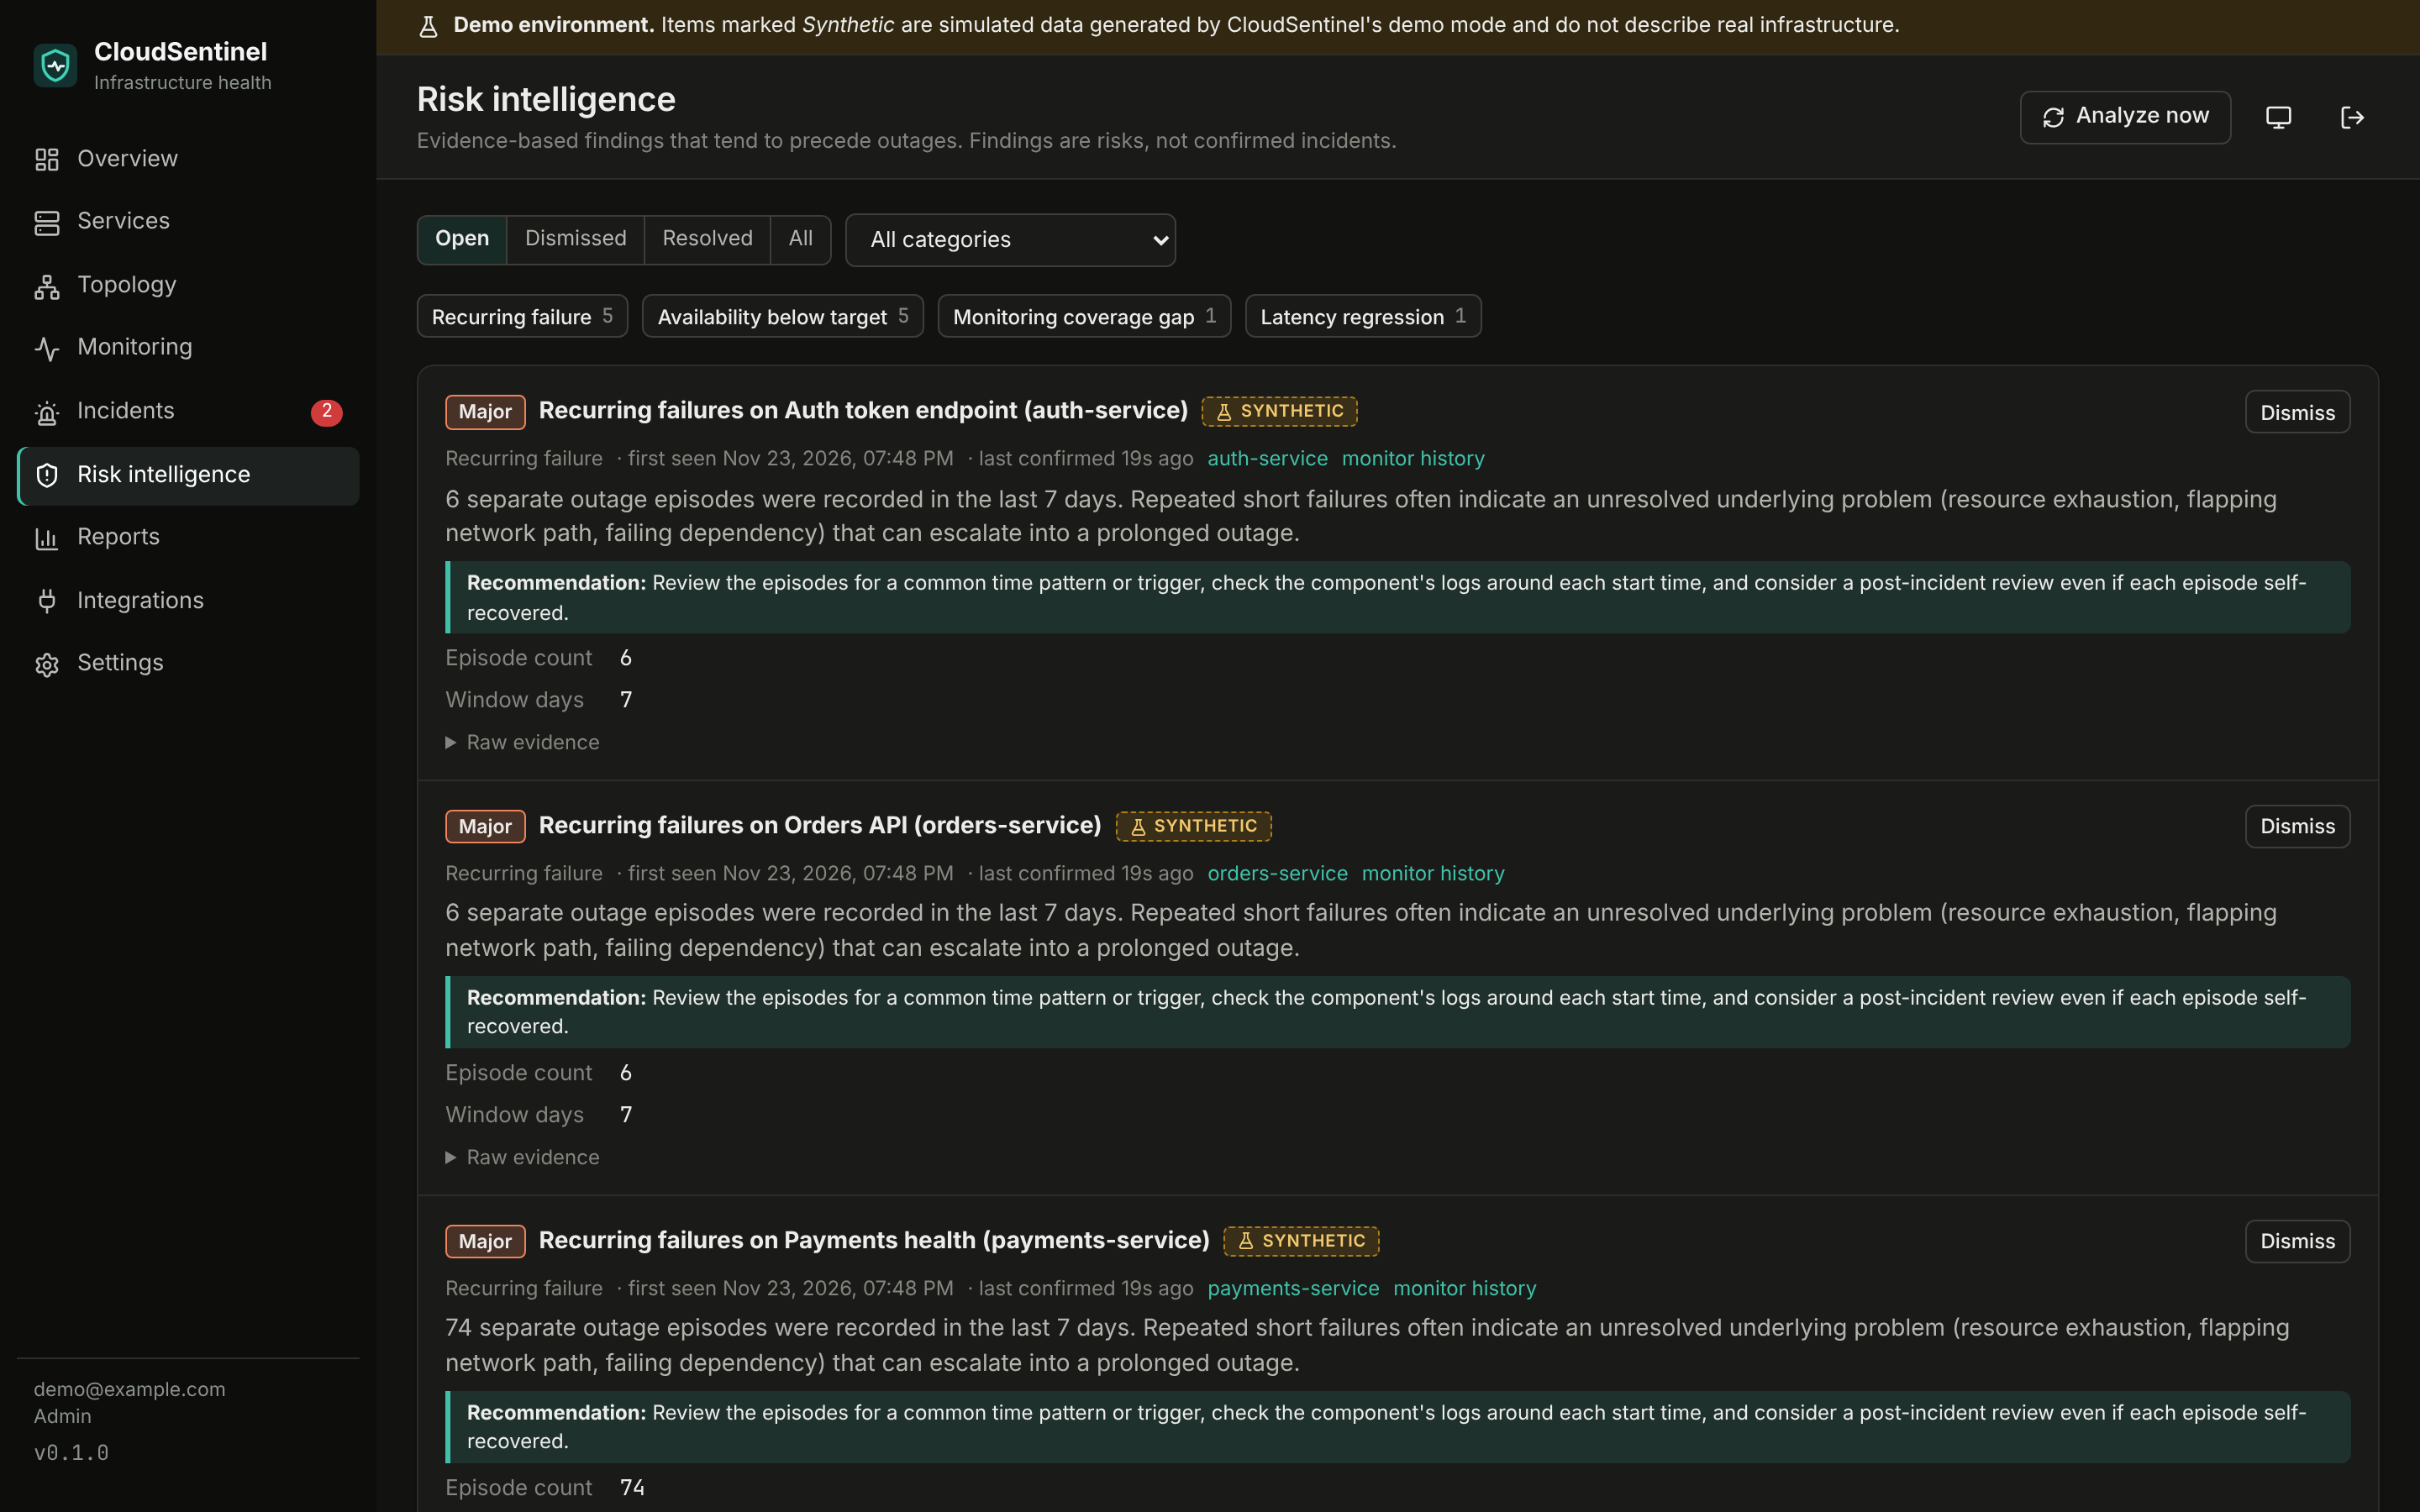 CloudSentinel
Infrastructure health
Overview
Services
Topology
Monitoring
Incidents 2
Risk intelligence
Reports
Integrations
Settings
demo@example.com
Admin
v0.1.0
Demo environment. Items marked Synthetic are simulated data generated by CloudSentinel's demo mode and do not describe real infrastructure.
Risk intelligence
Evidence-based findings that tend to precede outages. Findings are risks, not confirmed incidents.
Analyze now
Open Dismissed Resolved All All categories
Recurring failure 5 Availability below target 5 Monitoring coverage gap 1 Latency regression 1
Major Recurring failures on Auth token endpoint (auth-service) SYNTHETIC Dismiss
Recurring failure · first seen Nov 23, 2026, 07:48 PM · last confirmed 19s ago auth-service monitor history
6 separate outage episodes were recorded in the last 7 days. Repeated short failures often indicate an unresolved underlying problem (resource exhaustion, flapping
network path, failing dependency) that can escalate into a prolonged outage.
Recommendation: Review the episodes for a common time pattern or trigger, check the component's logs around each start time, and consider a post-incident review even if each episode self-
recovered.
Episode count 6
Window days 7
Raw evidence
Major Recurring failures on Orders API (orders-service) SYNTHETIC Dismiss
Recurring failure · first seen Nov 23, 2026, 07:48 PM · last confirmed 19s ago orders-service monitor history
6 separate outage episodes were recorded in the last 7 days. Repeated short failures often indicate an unresolved underlying problem (resource exhaustion, flapping
network path, failing dependency) that can escalate into a prolonged outage.
Recommendation: Review the episodes for a common time pattern or trigger, check the component's logs around each start time, and consider a post-incident review even if each episode self-
recovered.
Episode count 6
Window days 7
Raw evidence
Major Recurring failures on Payments health (payments-service) SYNTHETIC Dismiss
Recurring failure · first seen Nov 23, 2026, 07:48 PM · last confirmed 19s ago payments-service monitor history
74 separate outage episodes were recorded in the last 7 days. Repeated short failures often indicate an unresolved underlying problem (resource exhaustion, flapping
network path, failing dependency) that can escalate into a prolonged outage.
Recommendation: Review the episodes for a common time pattern or trigger, check the component's logs around each start time, and consider a post-incident review even if each episode self-
recovered.
Episode count 74